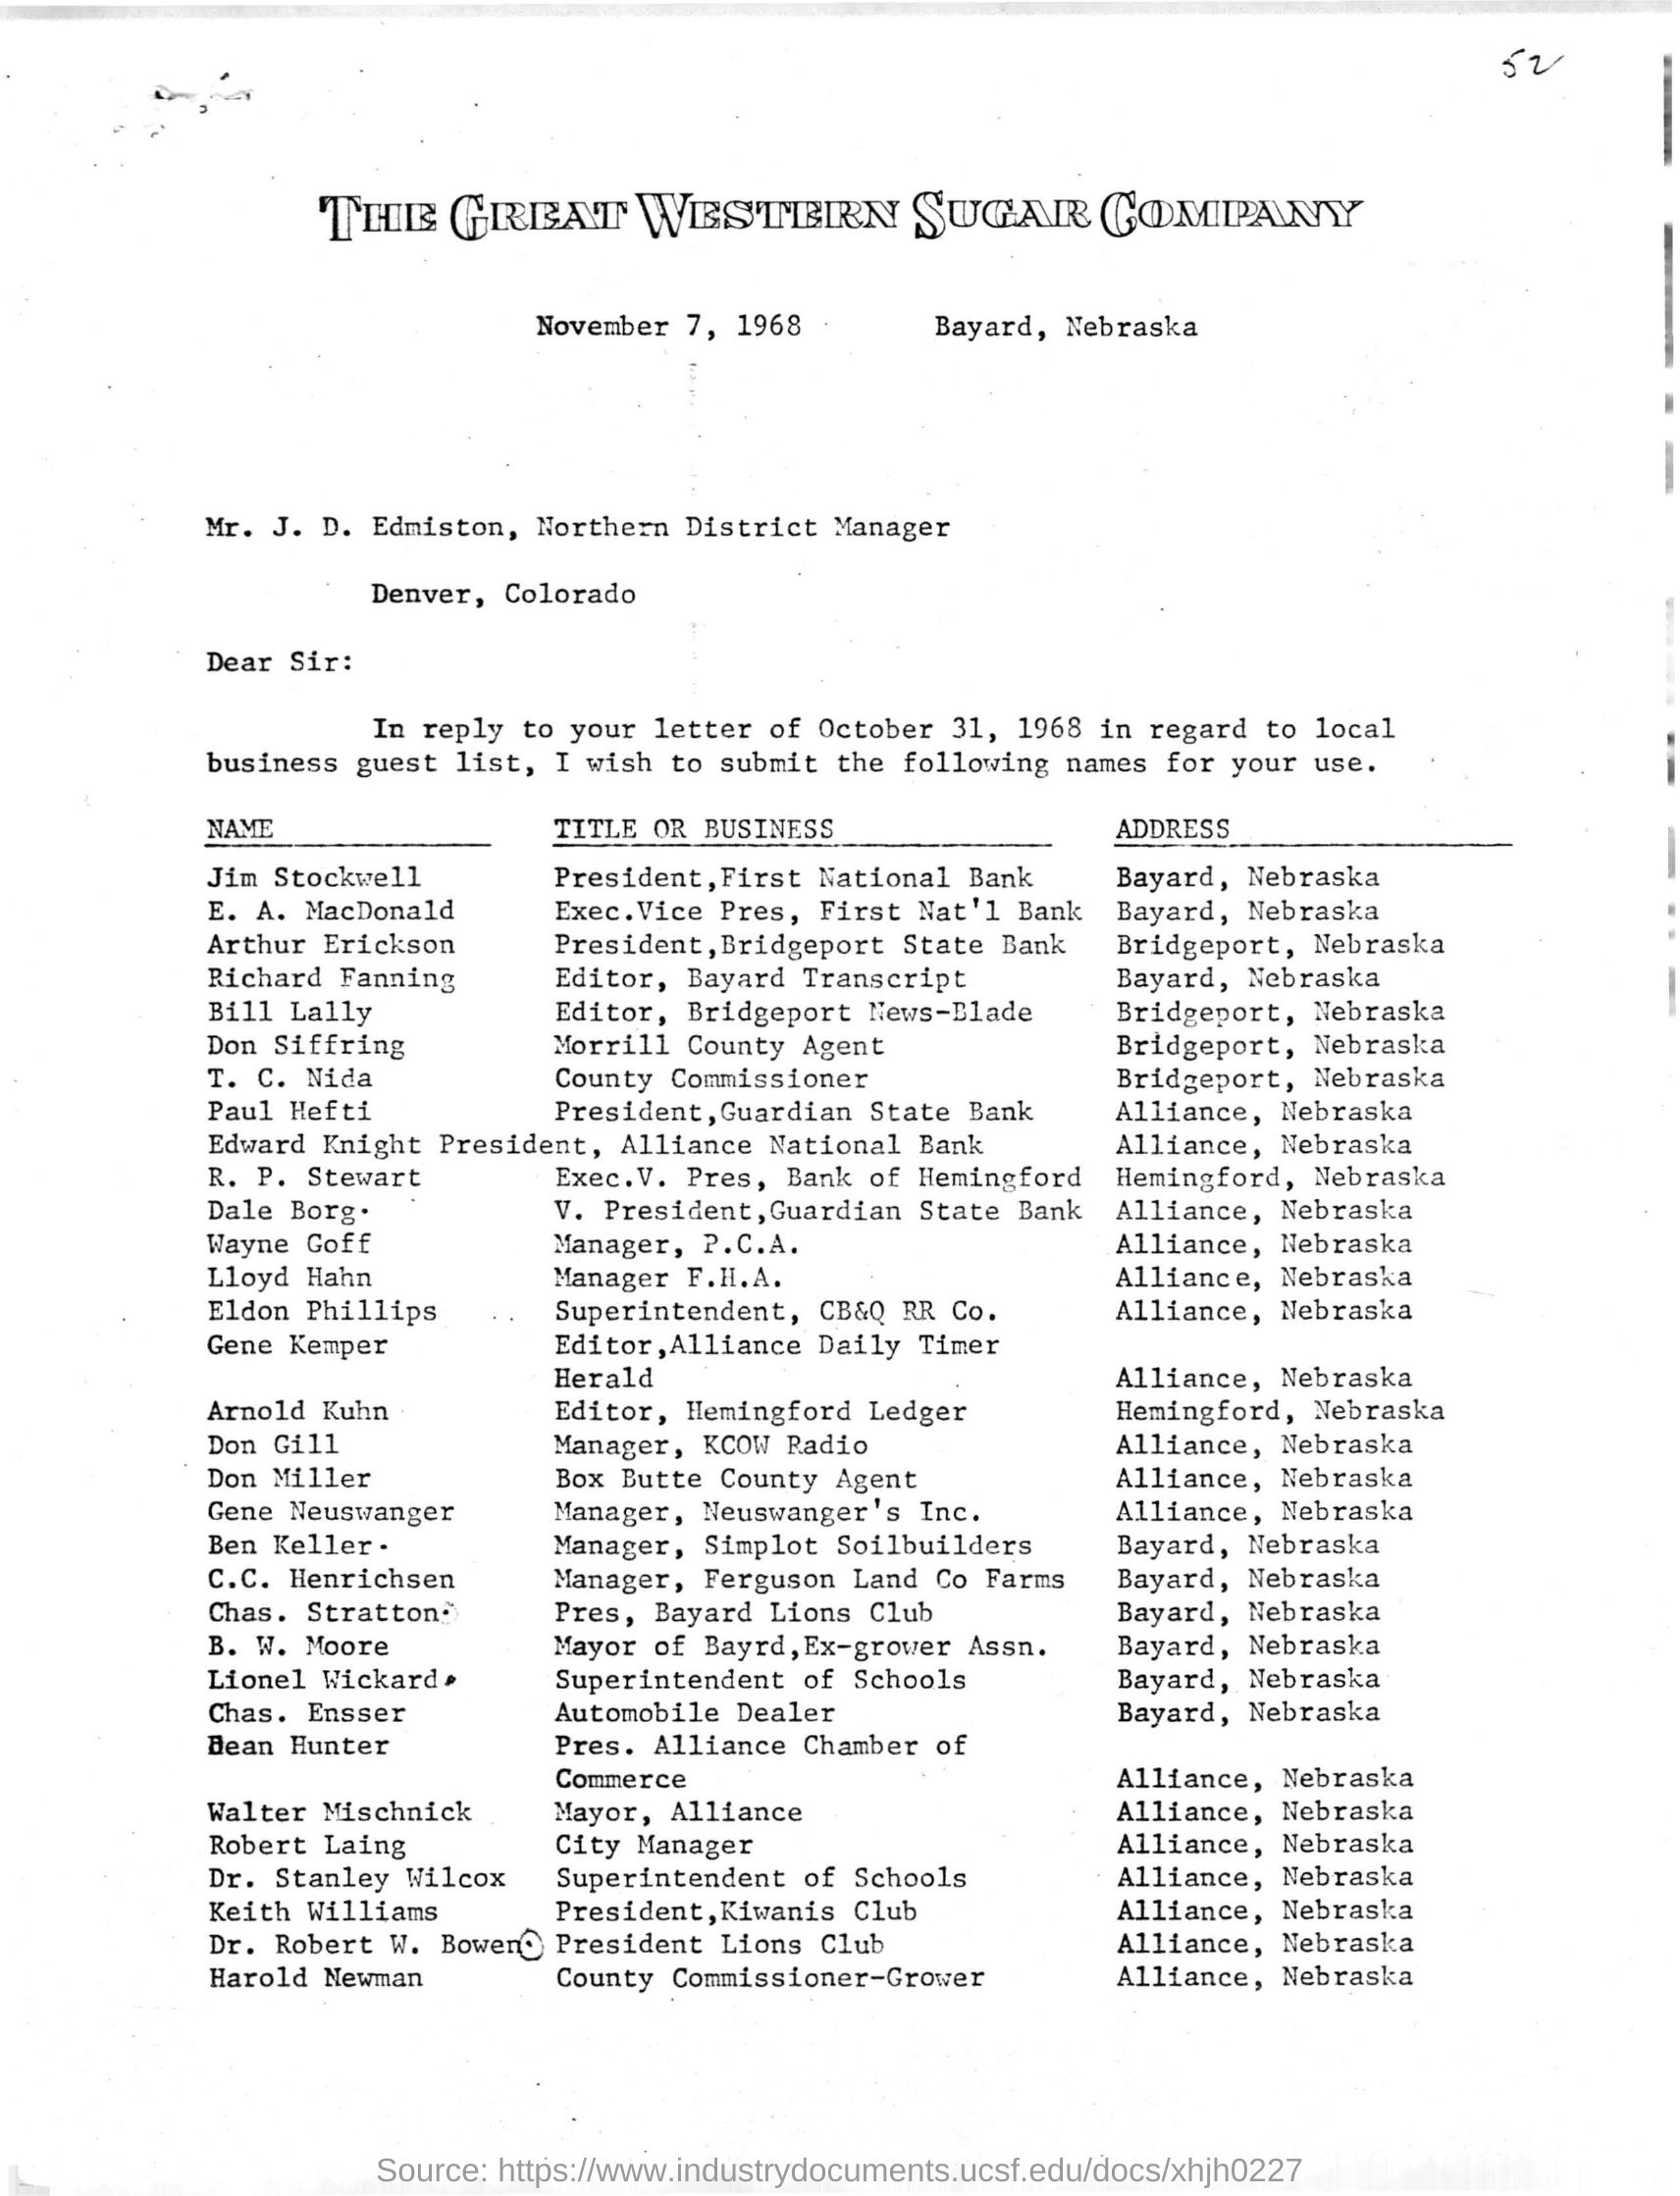 52
THE GREAT WESTERN SUGAR COMPANY
November 7, 1968 Bayard, Nebraska
Mr. J. D. Edmiston, Northern District Manager
Denver, Colorado
Dear Sir:
In reply to your letter of October 31, 1968 in regard to local
business guest list, I wish to submit the following names for your use.
NAME TITLE OR BUSINESS ADDRESS
Jim Stockwell President,First National Bank Bayard, Nebraska
E. A. MacDonald Exec.Vice Pres, First Nat'l Bank Bayard, Nebraska
Arthur Erickson President,Bridgeport State Bank Bridgeport, Nebraska
Richard Fanning Editor, Bayard Transcript Bayard, Nebraska
Bill Lally Editor, Bridgeport News-Blade Bridgeport, Nebraska
Don Siffring Morrill County Agent Bridgeport, Nebraska
T. C. Nida County Commissioner Bridgeport, Nebraska
Paul Hefti President,Guardian State Bank Alliance, Nebraska
Edward Knight President, Alliance National Bank Alliance, Nebraska
R. P. Stewart Exec.V. Pres, Bank of Hemingford Hemingford, Nebraska
Dale Borg V. President,Guardian State Bank Alliance, Nebraska
Wayne Goff Manager, P.C.A. Alliance, Nebraska
Lloyd Hahn Manager F.H.A. Alliance, Nebraska
Eldon Phillips Superintendent, CB&Q RR Co. Alliance, Nebraska
Gene Kemper Editor,Alliance Daily Timer
Herald Alliance, Nebraska
Arnold Kuhn Editor, Hemingford Ledger Hemingford, Nebraska
Don Gill Manager, KCOW Radio Alliance, Nebraska
Don Miller Box Butte County Agent Alliance, Nebraska
Gene Neuswanger Manager, Neuswanger's Inc. Alliance, Nebraska
Ben Keller Manager, Simplot Soilbuilders Bayard, Nebraska
C.C. Henrichsen Manager, Ferguson Land Co Farms Bayard, Nebraska
Chas. Stratton Pres, Bayard Lions Club Bayard, Nebraska
B. W. Moore Mayor of Bayrd,Ex-grower Assn. Bayard, Nebraska
Lionel Wickard Superintendent of Schools Bayard, Nebraska
Chas. Ensser Automobile Dealer Bayard, Nebraska
Dean Hunter Pres. Alliance Chamber of
Commerce Alliance, Nebraska
Walter Mischnick Mayor, Alliance Alliance, Nebraska
Robert Laing City Manager Alliance, Nebraska
Dr. Stanley Wilcox Superintendent of Schools Alliance, Nebraska
Keith Williams President,Kiwanis Club Alliance, Nebraska
Dr. Robert W. Bowen President Lions Club Alliance, Nebraska
Harold Newman County Commissioner-Grower Alliance, Nebraska
Source: https://www.industrydocuments.ucsf.edu/docs/xhjh0227